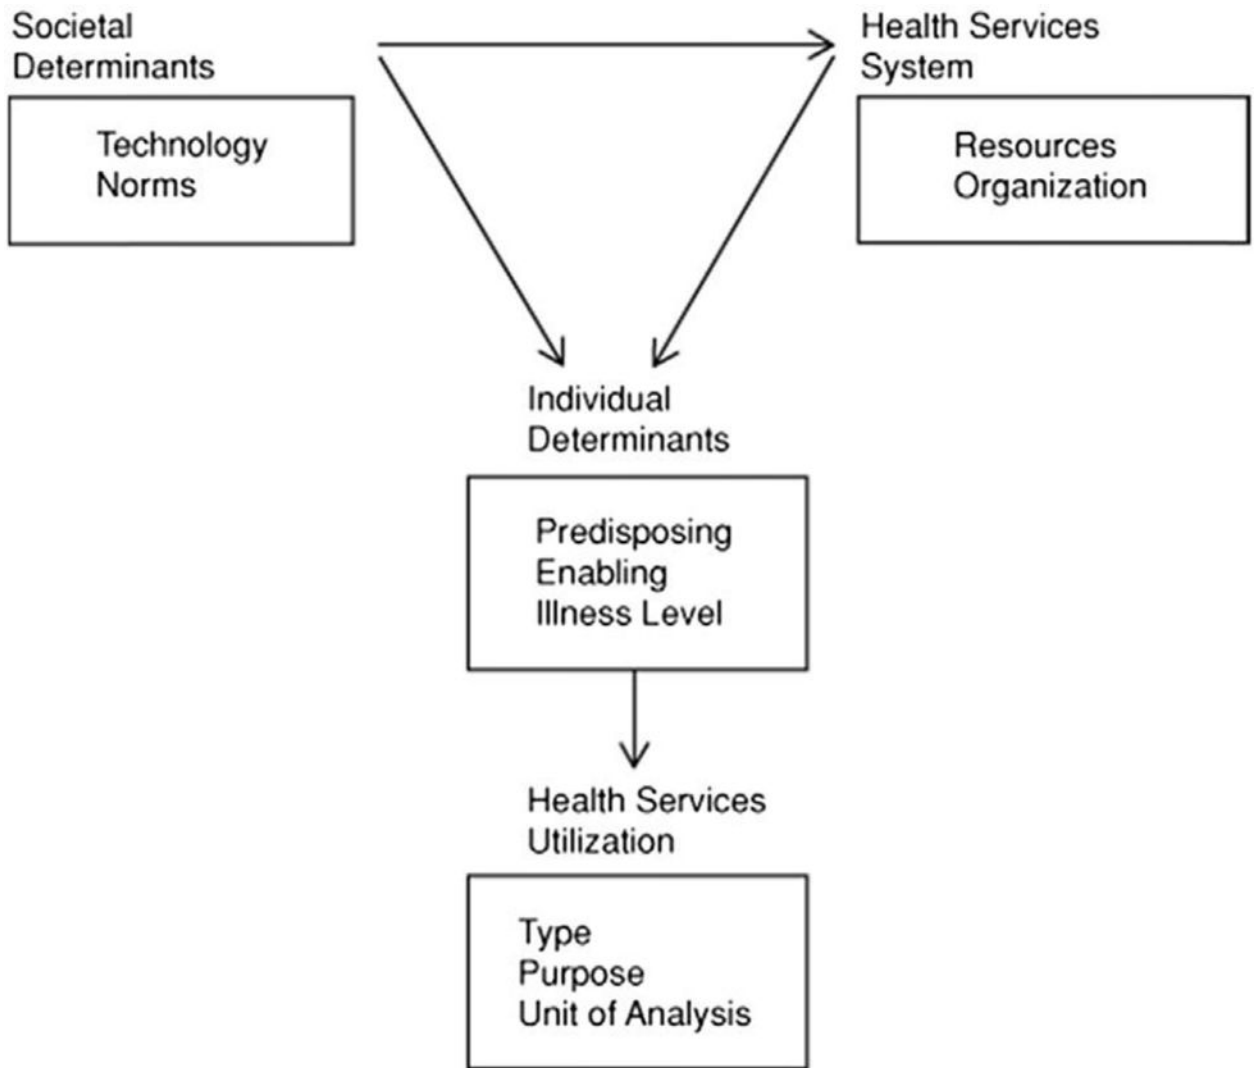 Societal
Determinants
Technology
Norms
Health Services
System
Resources
Organization
Individual
Determinants
Predisposing
Enabling
Illness Level
Health Services
Utilization
Type
Purpose
Unit of Analysis